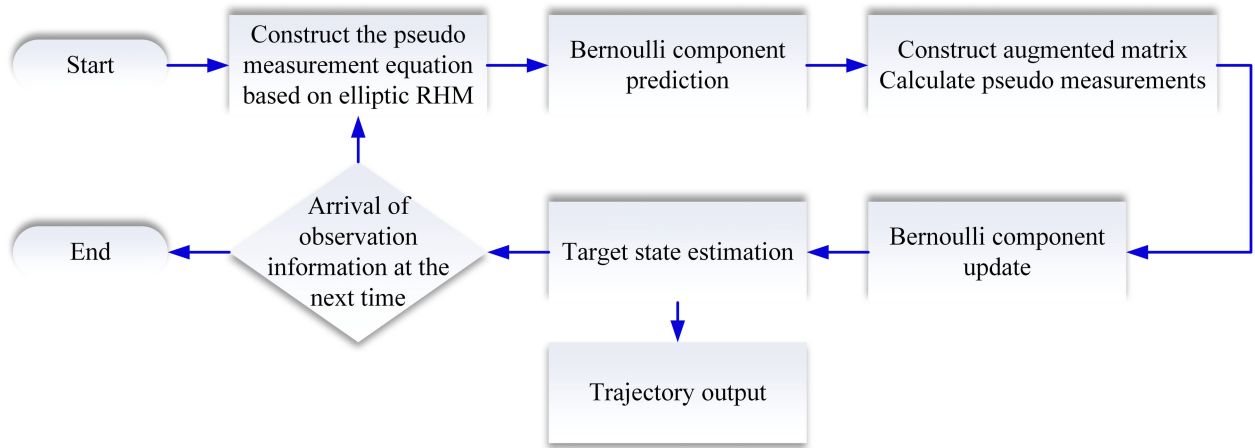 Start
Construct the pseudo
measurement equation
based on elliptic RHM
Bernoulli component
prediction
Construct augmented matrix
Calculate pseudo measurements
End
Arrival of
observation
information at the
next time
Target state estimation
Bernoulli component
update
Trajectory output